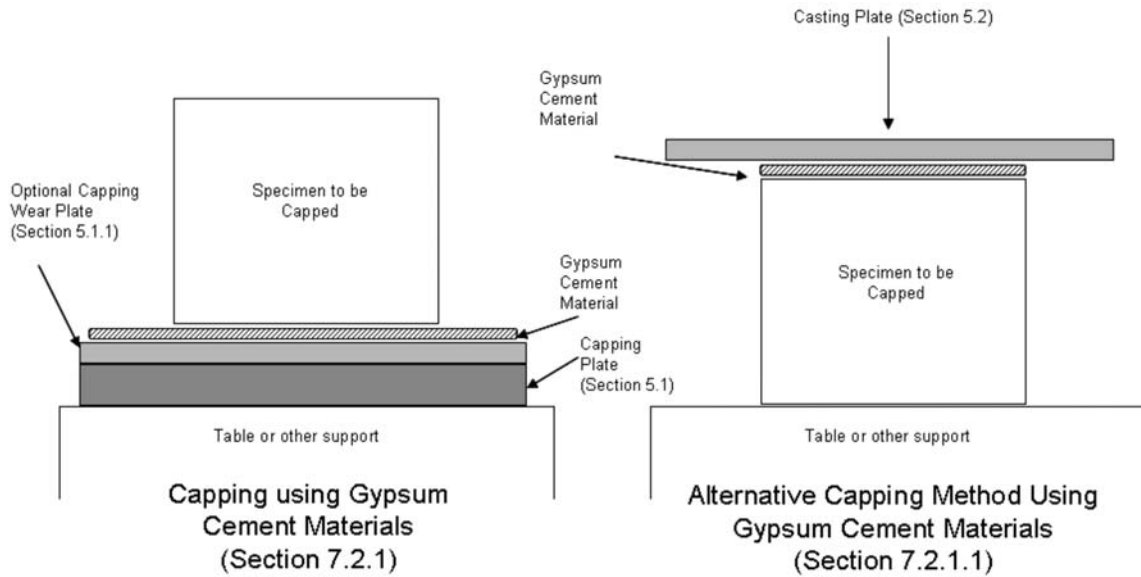 Casting Plate (Section 5.2)
Gypsum
Cement
Material
Optional Capping
Wear Plate
(Section 5.1.1)
Specimen to be
Capped
Gypsum
Cement
Material
Capping
Plate
(Section 5.1)
Specimen to be
Capped
Table or other support
Table or other support
Capping using Gypsum
Cement Materials
(Section 7.2.1)
Alternative Capping Method Using
Gypsum Cement Materials
(Section 7.2.1.1)